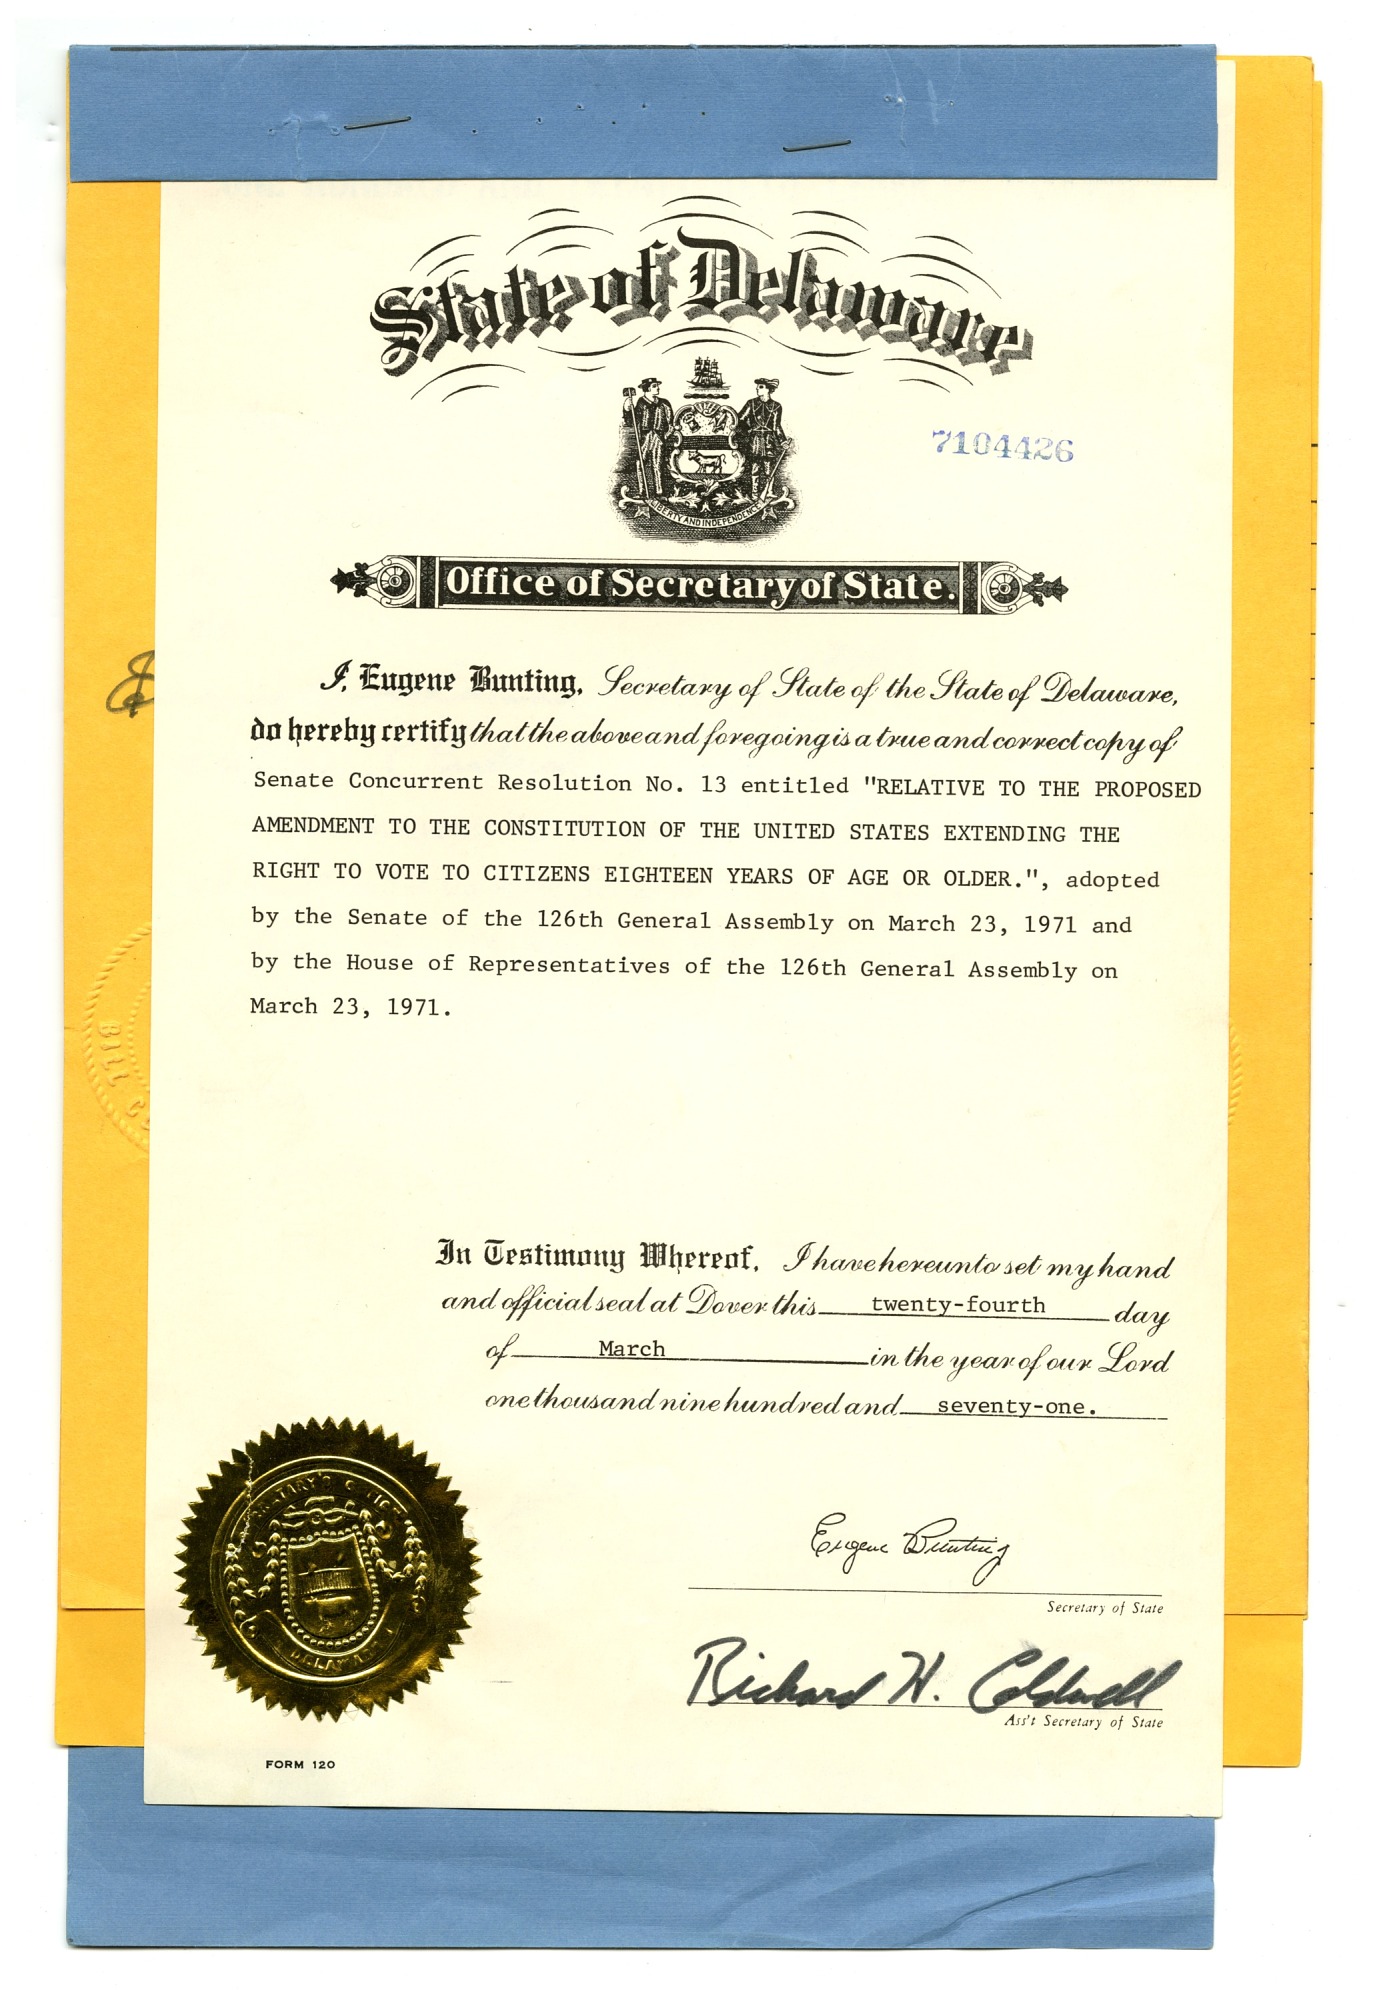 State of Delaware
LIBERTY AND INDEPENDENCE
7104426
Office of Secretary of State.
I, Eugene Bunting, Secretary of State of the State of Delaware,
do hereby certify that the above and foregoing is a true and correct copy of
Senate Concurrent Resolution No. 13 entitled "RELATIVE TO THE PROPOSED
AMENDMENT TO THE CONSTITUTION OF THE UNITED STATES EXTENDING THE
RIGHT TO VOTE TO CITIZENS EIGHTEEN YEARS OF AGE OR OLDER.", adopted
by the Senate of the 126th General Assembly on March 23, 1971 and
by the House of Representatives of the 126th General Assembly on
March 23, 1971.
BILL
In Testimony Whereof, I have hereunto set my hand
and official seal at Dover this twenty-fourth day
of March in the year of our Lord
one thousand nine hundred and seventy-one.
Eugene Bunting
Secretary of State
Richard H. Caldwell
Ass't Secretary of State
DELAWARE
FORM 120